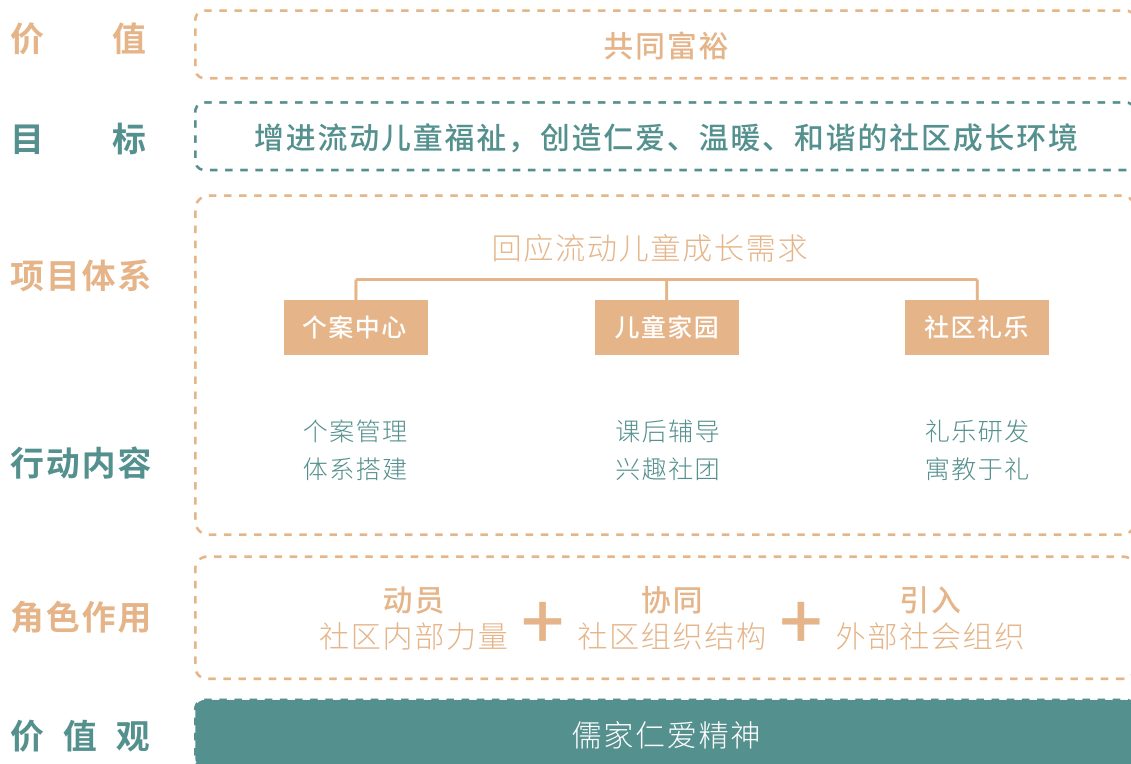 价值
共同富裕
目标
增进流动儿童福祉，创造仁爱、温暖、和谐的社区成长环境
项目体系
回应流动儿童成长需求
个案中心
儿童家园
社区礼乐
行动内容
个案管理
体系搭建
课后辅导
兴趣社团
礼乐研发
寓教于礼
角色作用
动员
社区内部力量
+
协同
社区组织结构
+
引入
外部社会组织
价值观
儒家仁爱精神